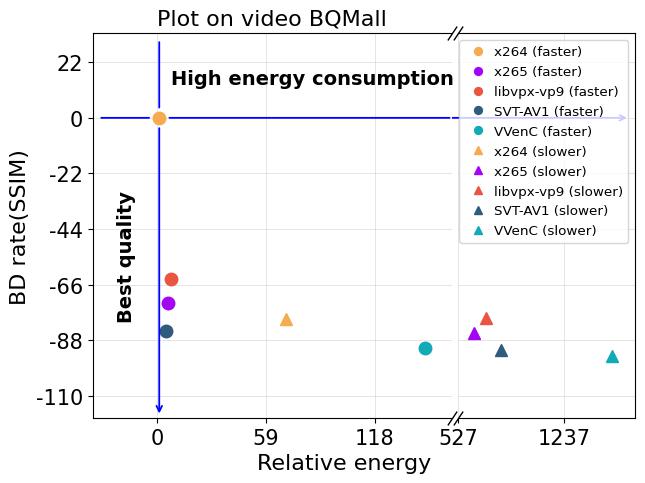 Plot on video BQMall
22
0
-22
-44
-66
-88
-110
BD rate(SSIM)
High energy consumption
Best quality
x264 (faster)
x265 (faster)
libvpx-vp9 (faster)
SVT-AV1 (faster)
VVenC (faster)
x264 (slower)
x265 (slower)
libvpx-vp9 (slower)
SVT-AV1 (slower)
VVenC (slower)
0 59 118 527 1237
Relative energy